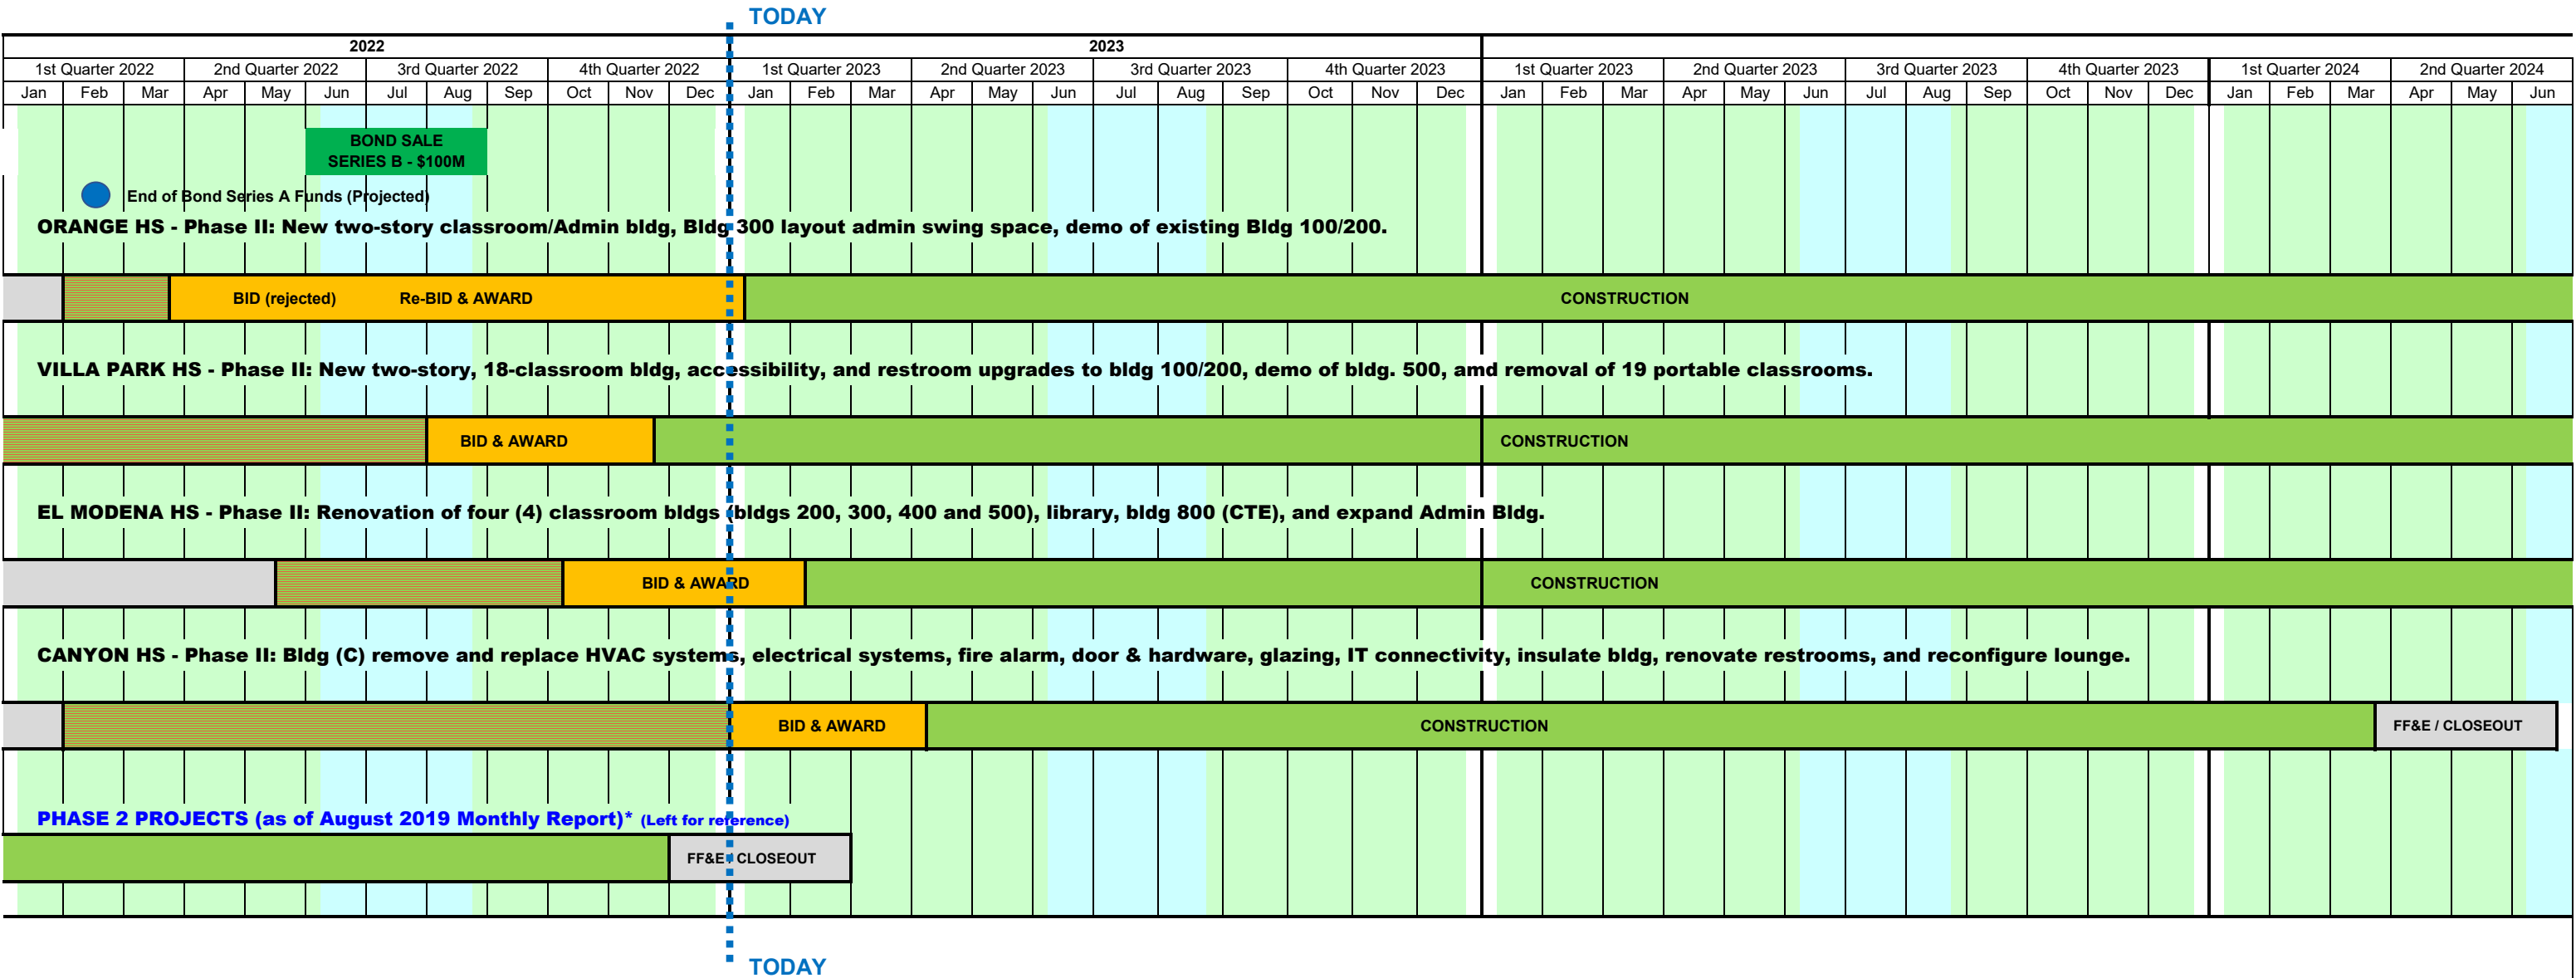 TODAY
2022 2023
1st Quarter 2022 2nd Quarter 2022 3rd Quarter 2022 4th Quarter 2022 1st Quarter 2023 2nd Quarter 2023 3rd Quarter 2023 4th Quarter 2023 1st Quarter 2023 2nd Quarter 2023 3rd Quarter 2023 4th Quarter 2023 1st Quarter 2024 2nd Quarter 2024
Jan Feb Mar Apr May Jun Jul Aug Sep Oct Nov Dec Jan Feb Mar Apr May Jun Jul Aug Sep Oct Nov Dec Jan Feb Mar Apr May Jun Jul Aug Sep Oct Nov Dec Jan Feb Mar Apr May Jun
BOND SALE
SERIES B - $100M
End of Bond Series A Funds (Projected)
ORANGE HS - Phase II: New two-story classroom/Admin bldg, Bldg 300 layout admin swing space, demo of existing Bldg 100/200.
BID (rejected) Re-BID & AWARD CONSTRUCTION
VILLA PARK HS - Phase II: New two-story, 18-classroom bldg, accessibility, and restroom upgrades to bldg 100/200, demo of bldg. 500, amd removal of 19 portable classrooms.
BID & AWARD CONSTRUCTION
EL MODENA HS - Phase II: Renovation of four (4) classroom bldgs (bldgs 200, 300, 400 and 500), library, bldg 800 (CTE), and expand Admin Bldg.
BID & AWARD CONSTRUCTION
CANYON HS - Phase II: Bldg (C) remove and replace HVAC systems, electrical systems, fire alarm, door & hardware, glazing, IT connectivity, insulate bldg, renovate restrooms, and reconfigure lounge.
BID & AWARD CONSTRUCTION FF&E / CLOSEOUT
PHASE 2 PROJECTS (as of August 2019 Monthly Report)* (Left for reference)
FF&E / CLOSEOUT
TODAY